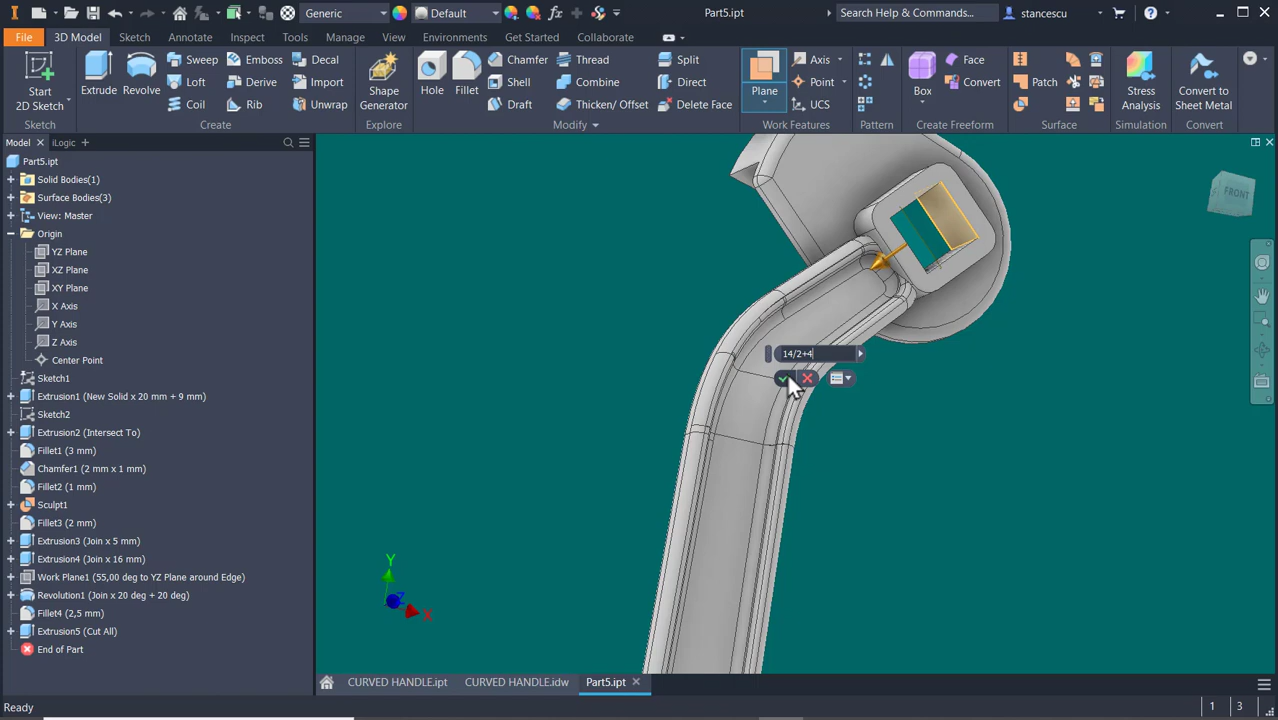 Generic
Default
fx
Part5.ipt
Search Help & Commands...
stancescu
File
3D Model
Sketch
Annotate
Inspect
Tools
Manage
View
Environments
Get Started
Collaborate
Start
2D Sketch
Extrude
Revolve
Sweep
Loft
Coil
Emboss
Derive
Rib
Decal
Import
Unwrap
Shape
Generator
Hole
Fillet
Chamfer
Shell
Draft
Thread
Combine
Thicken/ Offset
Split
Direct
Delete Face
Plane
Axis
Point
UCS
Box
Face
Convert
Patch
Stress
Analysis
Convert to
Sheet Metal
Sketch
Create
Explore
Modify
Work Features
Pattern
Create Freeform
Surface
Simulation
Convert
Model
iLogic
Part5.ipt
Solid Bodies(1)
Surface Bodies(3)
View: Master
Origin
YZ Plane
XZ Plane
XY Plane
X Axis
Y Axis
Z Axis
Center Point
Sketch1
Extrusion1 (New Solid x 20 mm + 9 mm)
Sketch2
Extrusion2 (Intersect To)
Fillet1 (3 mm)
Chamfer1 (2 mm x 1 mm)
Fillet2 (1 mm)
Sculpt1
Fillet3 (2 mm)
Extrusion3 (Join x 5 mm)
Extrusion4 (Join x 16 mm)
Work Plane1 (55,00 deg to YZ Plane around Edge)
Revolution1 (Join x 20 deg + 20 deg)
Fillet4 (2,5 mm)
Extrusion5 (Cut All)
End of Part
FRONT
14/2+4
Y
Z
X
CURVED HANDLE.ipt
CURVED HANDLE.idw
Part5.ipt
Ready
1
3